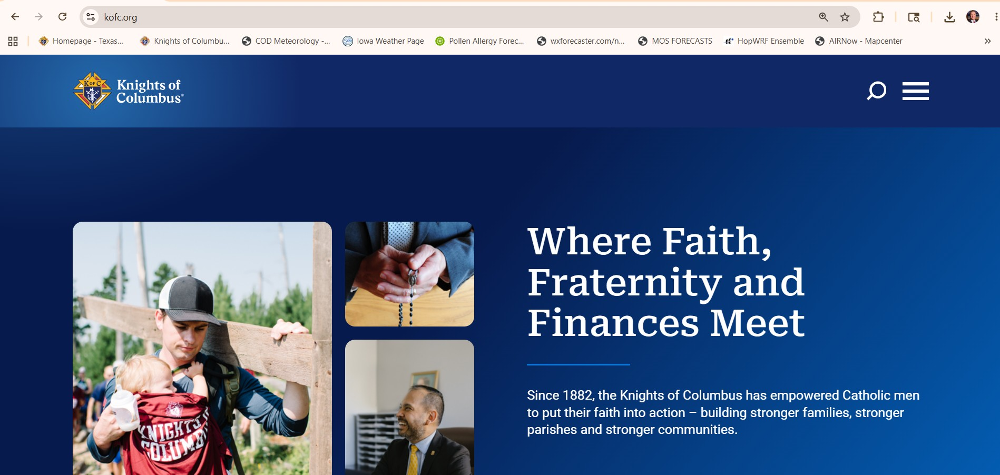 kofc.org
Homepage - Texas...
Knights of Columbu...
COD Meteorology -...
Iowa Weather Page
Pollen Allergy Forec...
wxforecaster.com/n...
MOS FORECASTS
HopWRF Ensemble
AIRNow - Mapcenter
K OF C
Knights of
Columbus®
Where Faith,
Fraternity and
Finances Meet
Since 1882, the Knights of Columbus has empowered Catholic men
to put their faith into action – building stronger families, stronger
parishes and stronger communities.
KNIGHTS
COLUMBU